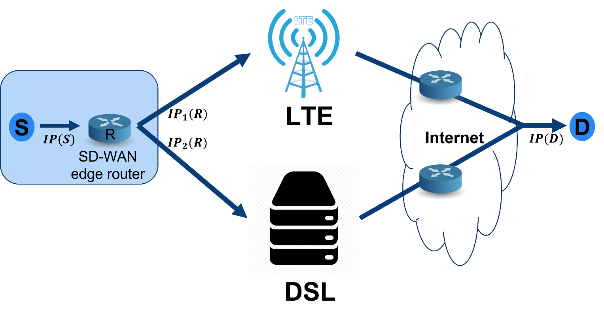 LTE
LTE
S
IP(S)
R
SD-WAN
edge router
IP₁(R)
IP₂(R)
Internet
IP(D)
D
DSL